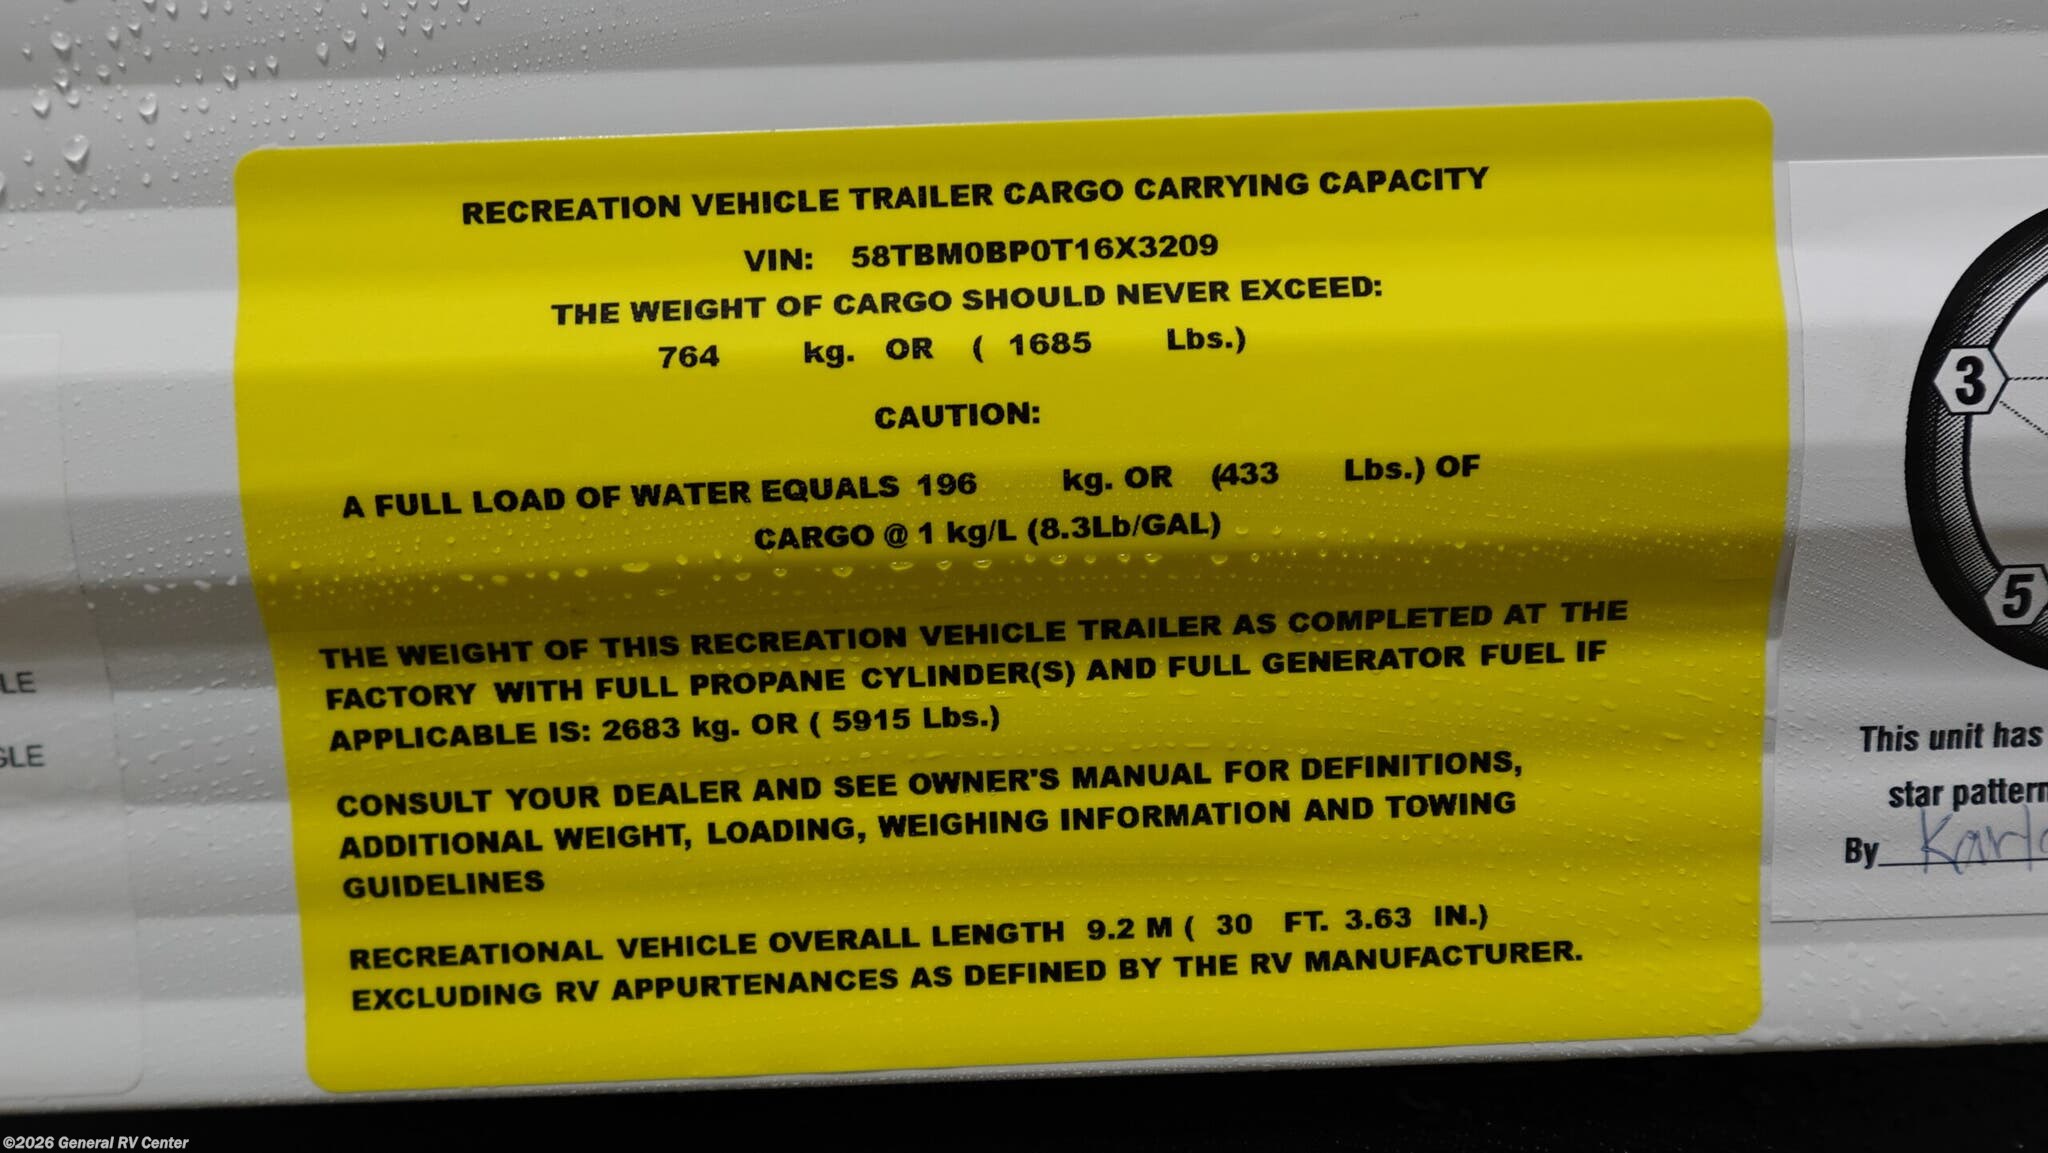 RECREATION VEHICLE TRAILER CARGO CARRYING CAPACITY
VIN: 58TBM0BP0T16X3209
THE WEIGHT OF CARGO SHOULD NEVER EXCEED:
764 kg. OR ( 1685 Lbs.)
CAUTION:
A FULL LOAD OF WATER EQUALS 196 kg. OR (433 Lbs.) OF
CARGO @ 1 kg/L (8.3Lb/GAL)
THE WEIGHT OF THIS RECREATION VEHICLE TRAILER AS COMPLETED AT THE
FACTORY WITH FULL PROPANE CYLINDER(S) AND FULL GENERATOR FUEL IF
APPLICABLE IS: 2683 kg. OR ( 5915 Lbs.)
CONSULT YOUR DEALER AND SEE OWNER'S MANUAL FOR DEFINITIONS,
ADDITIONAL WEIGHT, LOADING, WEIGHING INFORMATION AND TOWING
GUIDELINES
RECREATIONAL VEHICLE OVERALL LENGTH 9.2 M ( 30 FT. 3.63 IN.)
EXCLUDING RV APPURTENANCES AS DEFINED BY THE RV MANUFACTURER.
LE
GLE
3
5
This unit has
star pattern
By
©2026 General RV Center